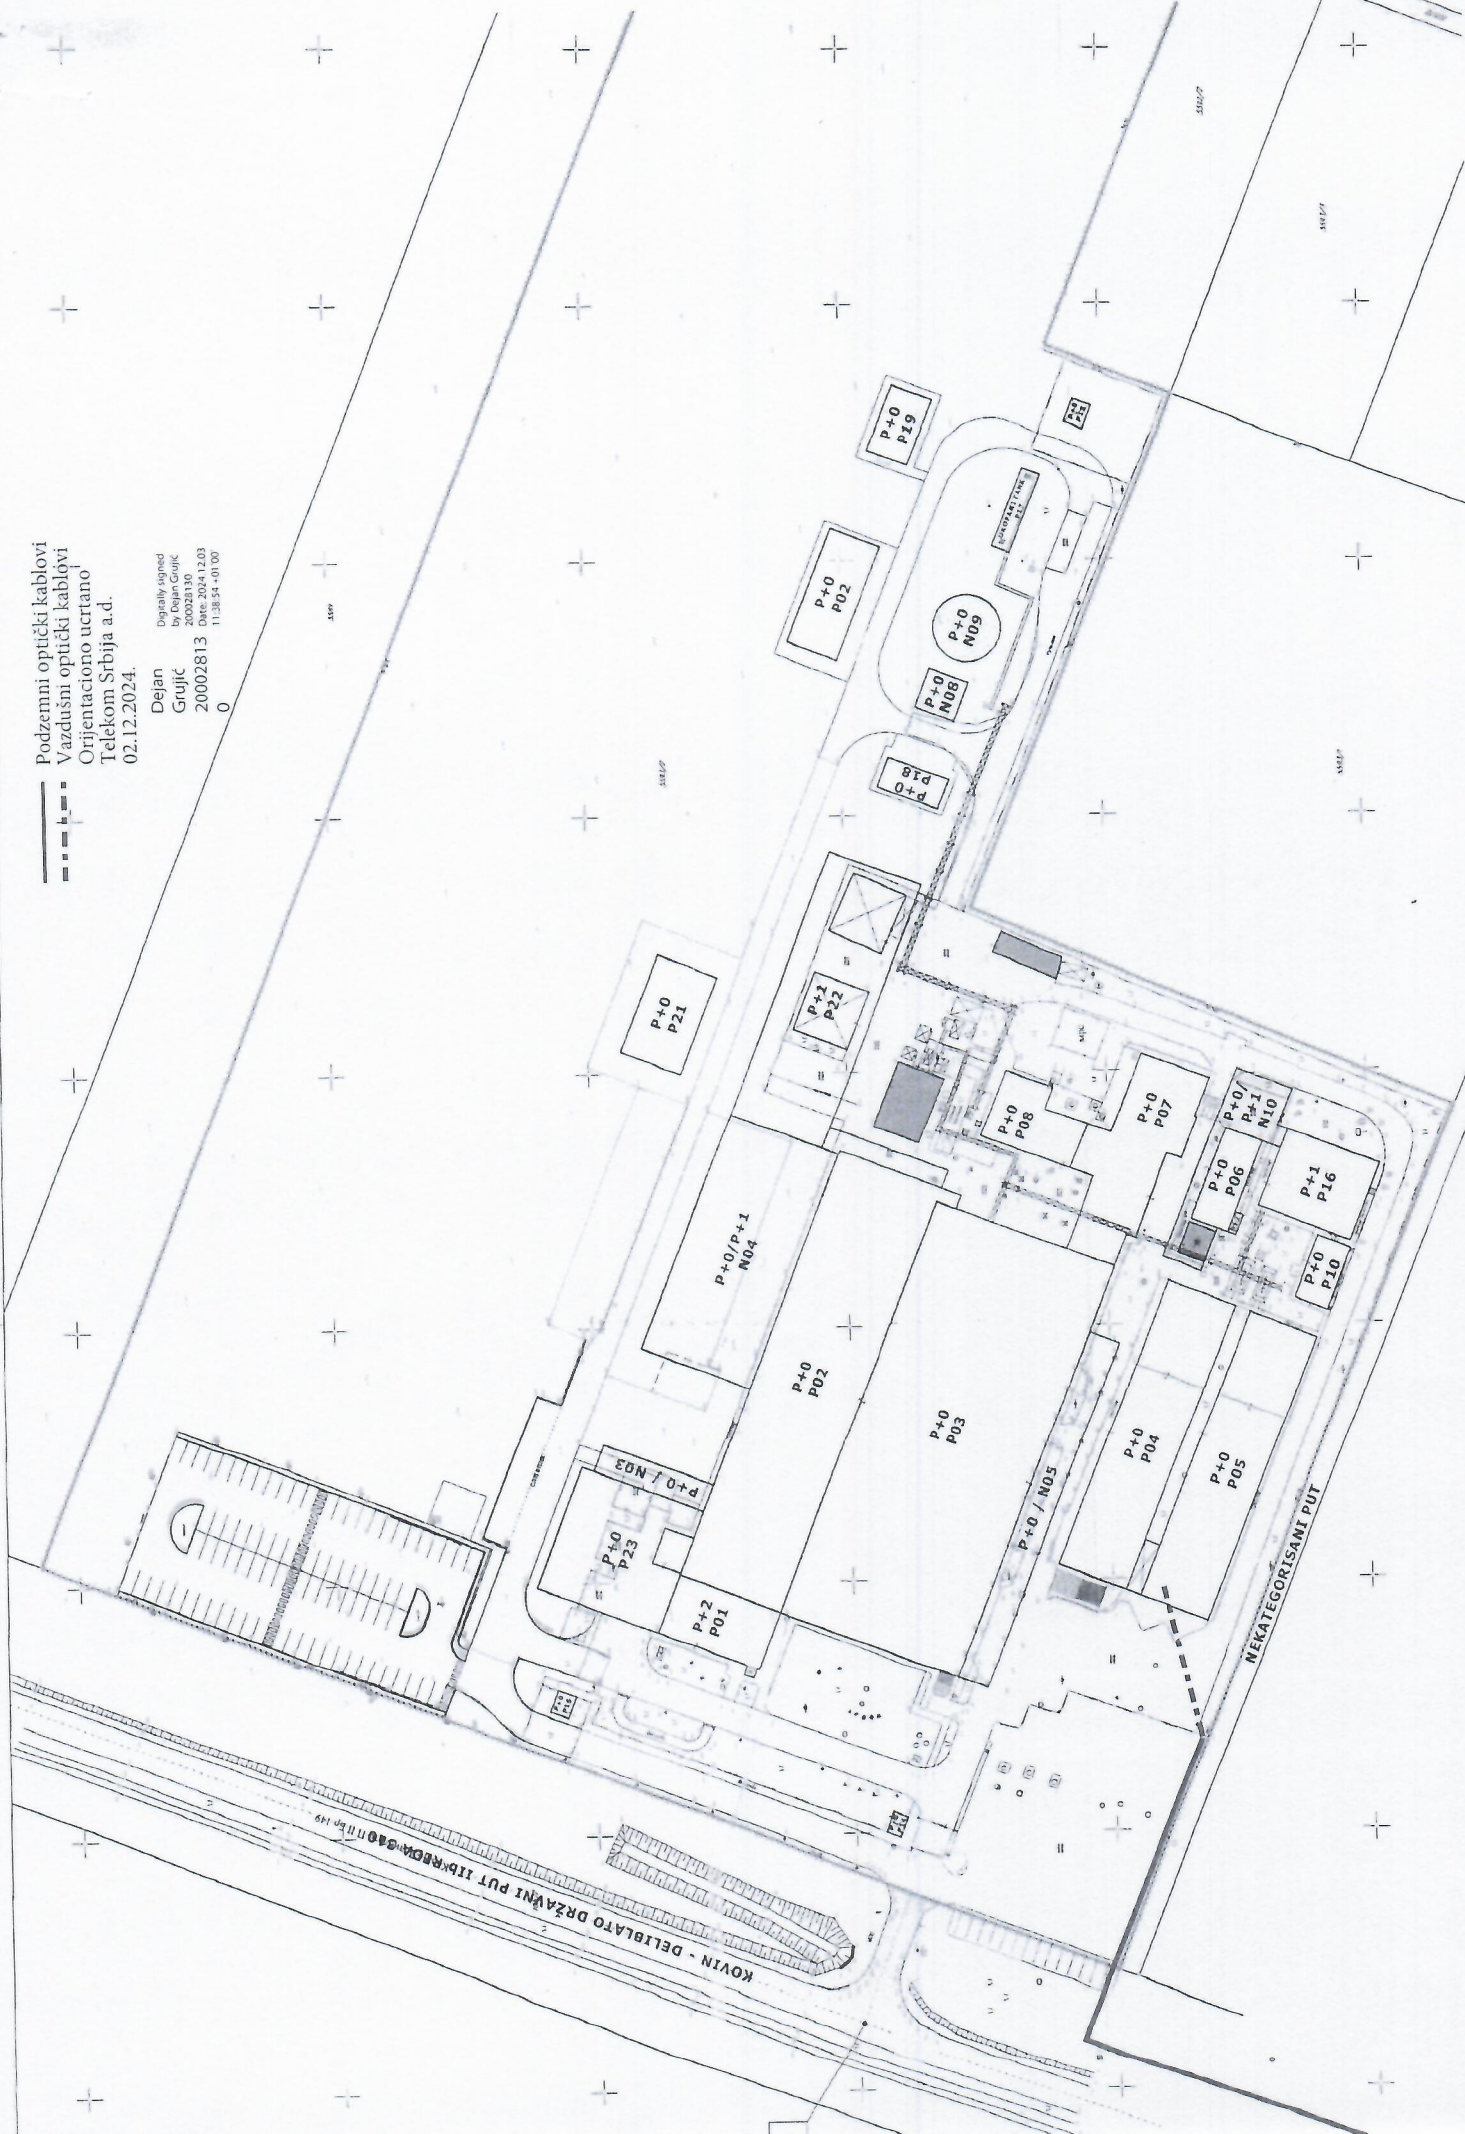 Podzemni optički kablovi
Vazdušni optički kablovi
Orijentaciono ucrtano
Telekom Srbija a.d.
02.12.2024.
Dejan
Grujić
20002813
0
Digitally signed
by Dejan Grujić
200028130
Date: 2024.12.03
11:38:54 +01'00'
P+0
P19
P+0
P02
P+0
N09
P+0
N08
P+0
P18
P+0
P21
P+1
P22
P+0
P08
P+0
P07
P+0/
P+1
N10
P+0
P06
P+1
P16
P+0
P10
P+0/P+1
N04
P+0
P02
P+0
P03
P+0
P04
P+0
P05
P+0 / N05
P+0 / N03
P+0
P23
P+2
P01
P+0
P15
NEKATEGORISANI PUT
KOVIN - DELIBLATO DRŽAVNI PUT IIb REDA 310